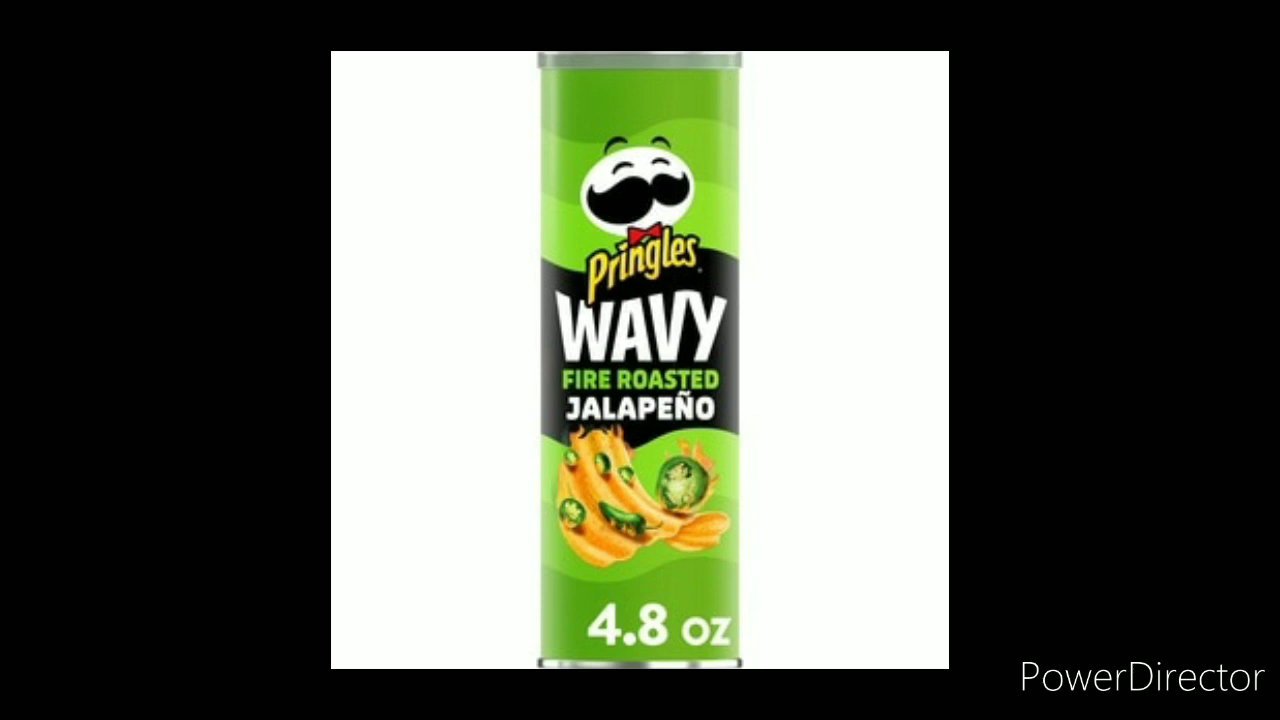 Pringles
WAVY
FIRE ROASTED
JALAPEÑO
4.8 oz
PowerDirector